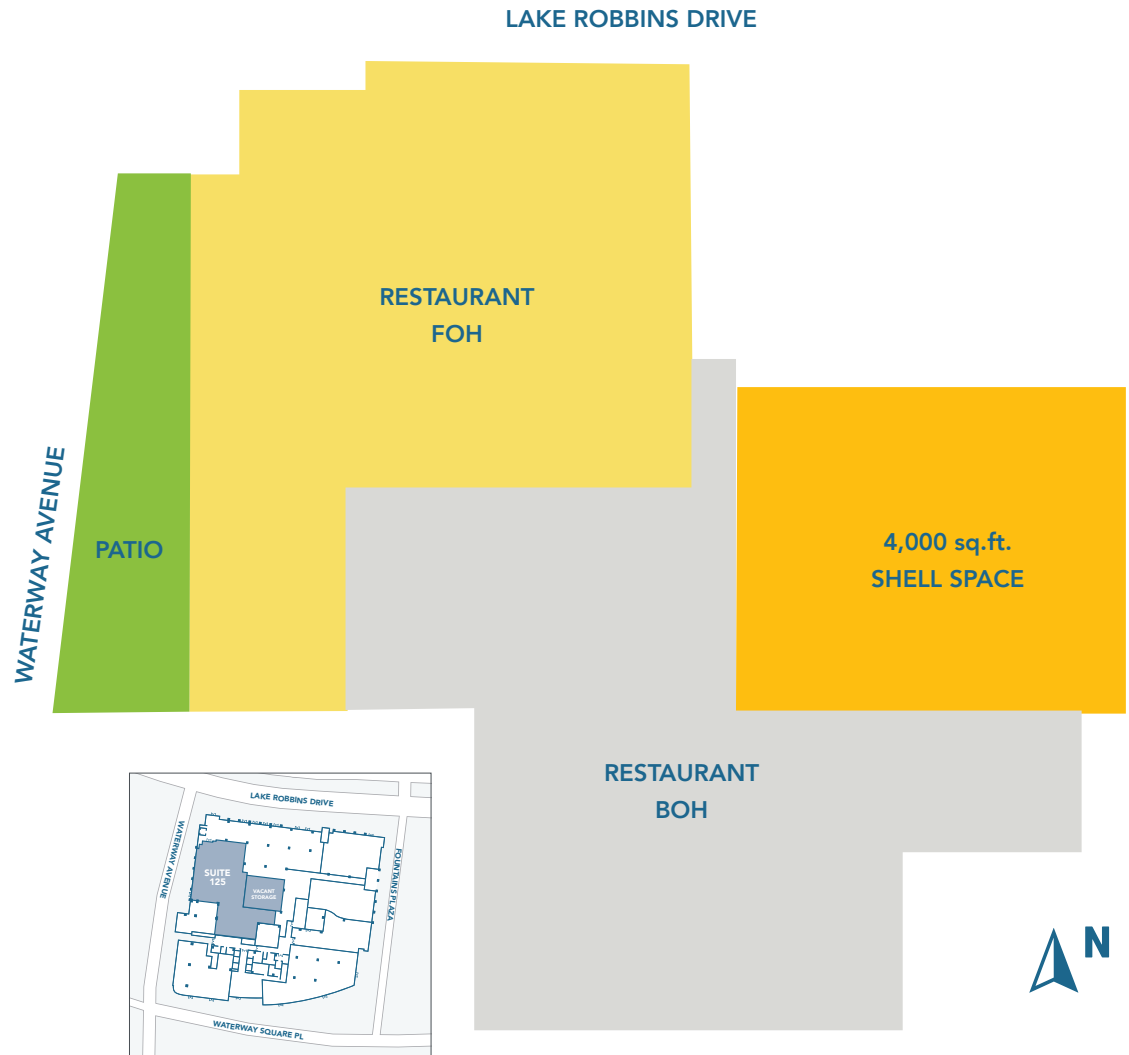 LAKE ROBBINS DRIVE
RESTAURANT
FOH
WATERWAY AVENUE
PATIO
4,000 sq.ft.
SHELL SPACE
RESTAURANT
BOH
N
LAKE ROBBINS DRIVE
WATERWAY AVENUE
SUITE
125
VACANT
STORAGE
FOUNTAINS PLAZA
WATERWAY SQUARE PL